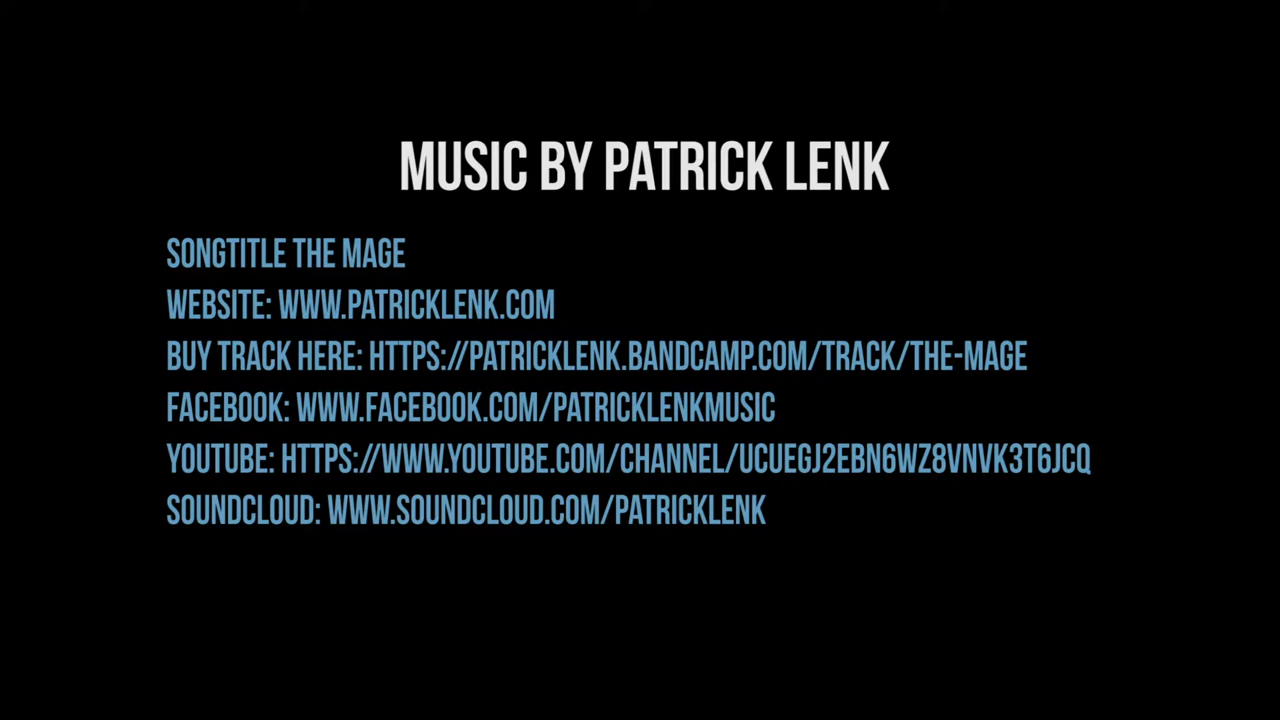 MUSIC BY PATRICK LENK
SONGTITLE THE MAGE
WEBSITE: WWW.PATRICKLENK.COM
BUY TRACK HERE: HTTPS://PATRICKLENK.BANDCAMP.COM/TRACK/THE-MAGE
FACEBOOK: WWW.FACEBOOK.COM/PATRICKLENKMUSIC
YOUTUBE: HTTPS://WWW.YOUTUBE.COM/CHANNEL/UCUEGJ2EBN6WZ8VNVK3T6JCQ
SOUNDCLOUD: WWW.SOUNDCLOUD.COM/PATRICKLENK